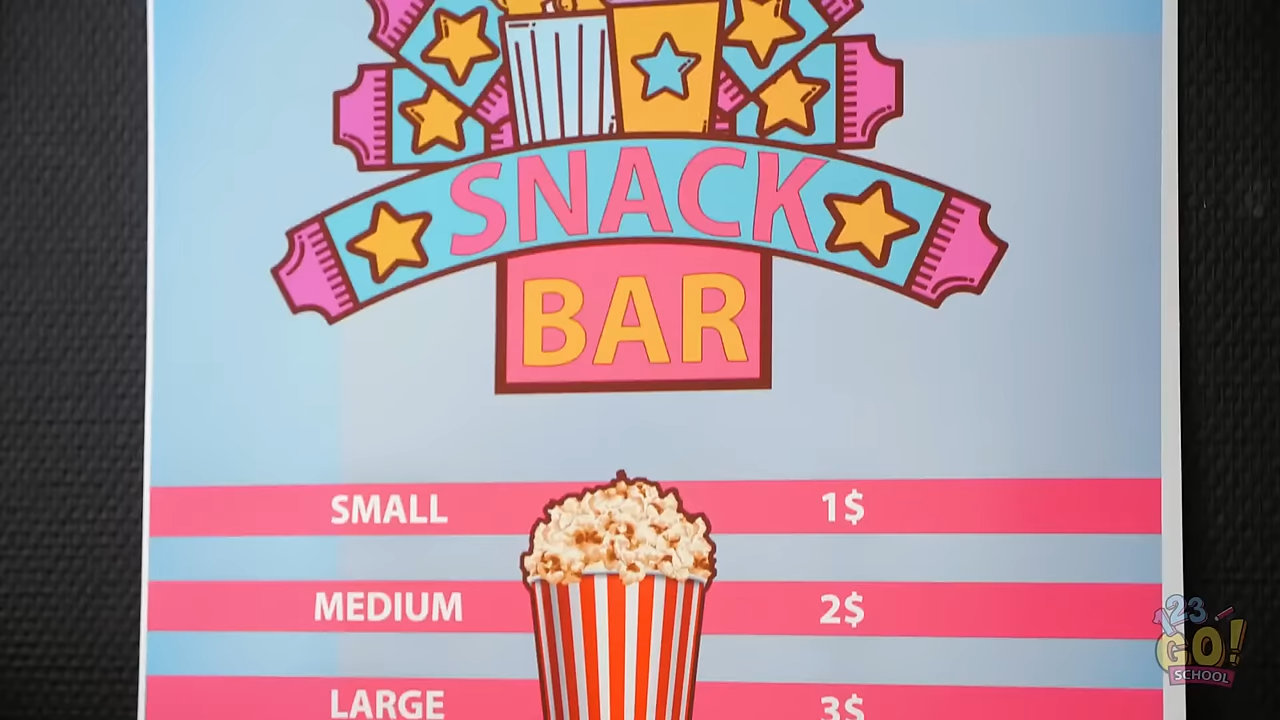 SNACK
BAR
SMALL 1$
MEDIUM 2$
LARGE 3$
123
GO!
SCHOOL